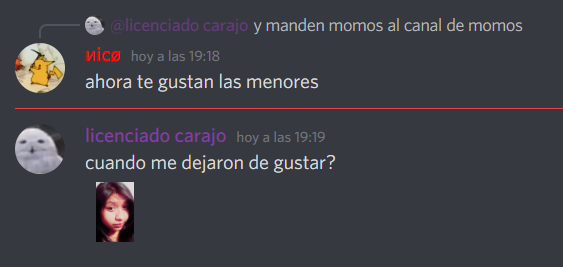 @licenciado carajo y manden momos al canal de momos
nicø hoy a las 19:18
ahora te gustan las menores
licenciado carajo hoy a las 19:19
cuando me dejaron de gustar?